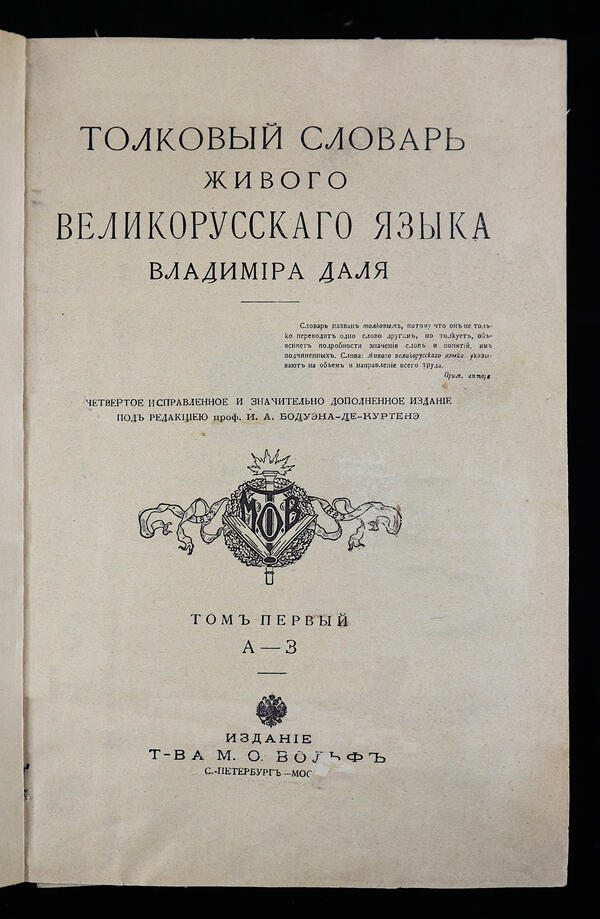 ТОЛКОВЫЙ СЛОВАРЬ
ЖИВОГО
ВЕЛИКОРУССКАГО ЯЗЫКА
ВЛАДИМІРА ДАЛЯ
Словарь названъ толковымъ, потому что онъ не толь-
ко переводитъ одно слово другимъ, но толкуетъ, объ-
ясняетъ подробности значенія словъ и понятій, имъ
подчиненныхъ. Слова: живого великорусскаго языка указы-
ваютъ на объем и направленіе всего труда.
Прим. автора
ЧЕТВЕРТОЕ ИСПРАВЛЕННОЕ И ЗНАЧИТЕЛЬНО ДОПОЛНЕННОЕ ИЗДАНІЕ
ПОДЪ РЕДАКЦІЕЮ проф. И. А. БОДУЭНА-ДЕ-КУРТЕНЭ
М.О.В
Т
ТОМЪ ПЕРВЫЙ
А — З
ИЗДАНІЕ
Т-ВА М. О. ВОЛЬФЪ
С.-ПЕТЕРБУРГЪ—МОС